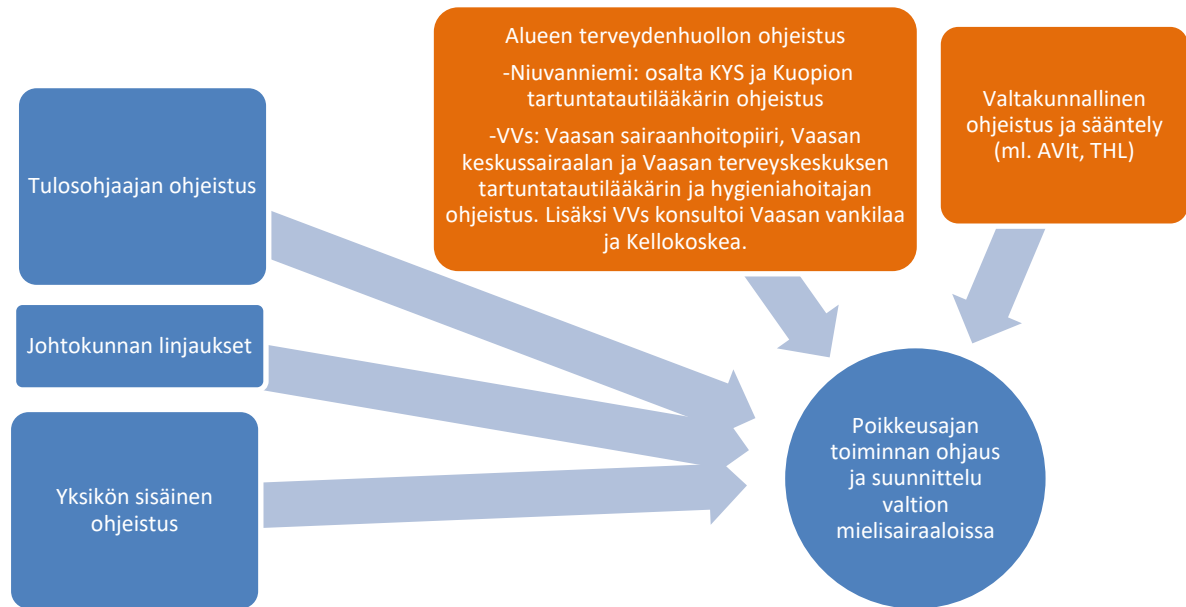 Alueen terveydenhuollon ohjeistus
-Niuvanniemi: osalta KYS ja Kuopion
tartuntatautilääkärin ohjeistus
-VVs: Vaasan sairaanhoitopiiri, Vaasan
keskussairaalan ja Vaasan terveyskeskuksen
tartuntatautilääkärin ja hygieniahoitajan
ohjeistus. Lisäksi VVs konsultoi Vaasan vankilaa
ja Kellokoskea.
Valtakunnallinen
ohjeistus ja sääntely
(ml. AVIt, THL)
Tulosohjaajan ohjeistus
Johtokunnan linjaukset
Yksikön sisäinen
ohjeistus
Poikkeusajan
toiminnan ohjaus
ja suunnittelu
valtion
mielisairaaloissa